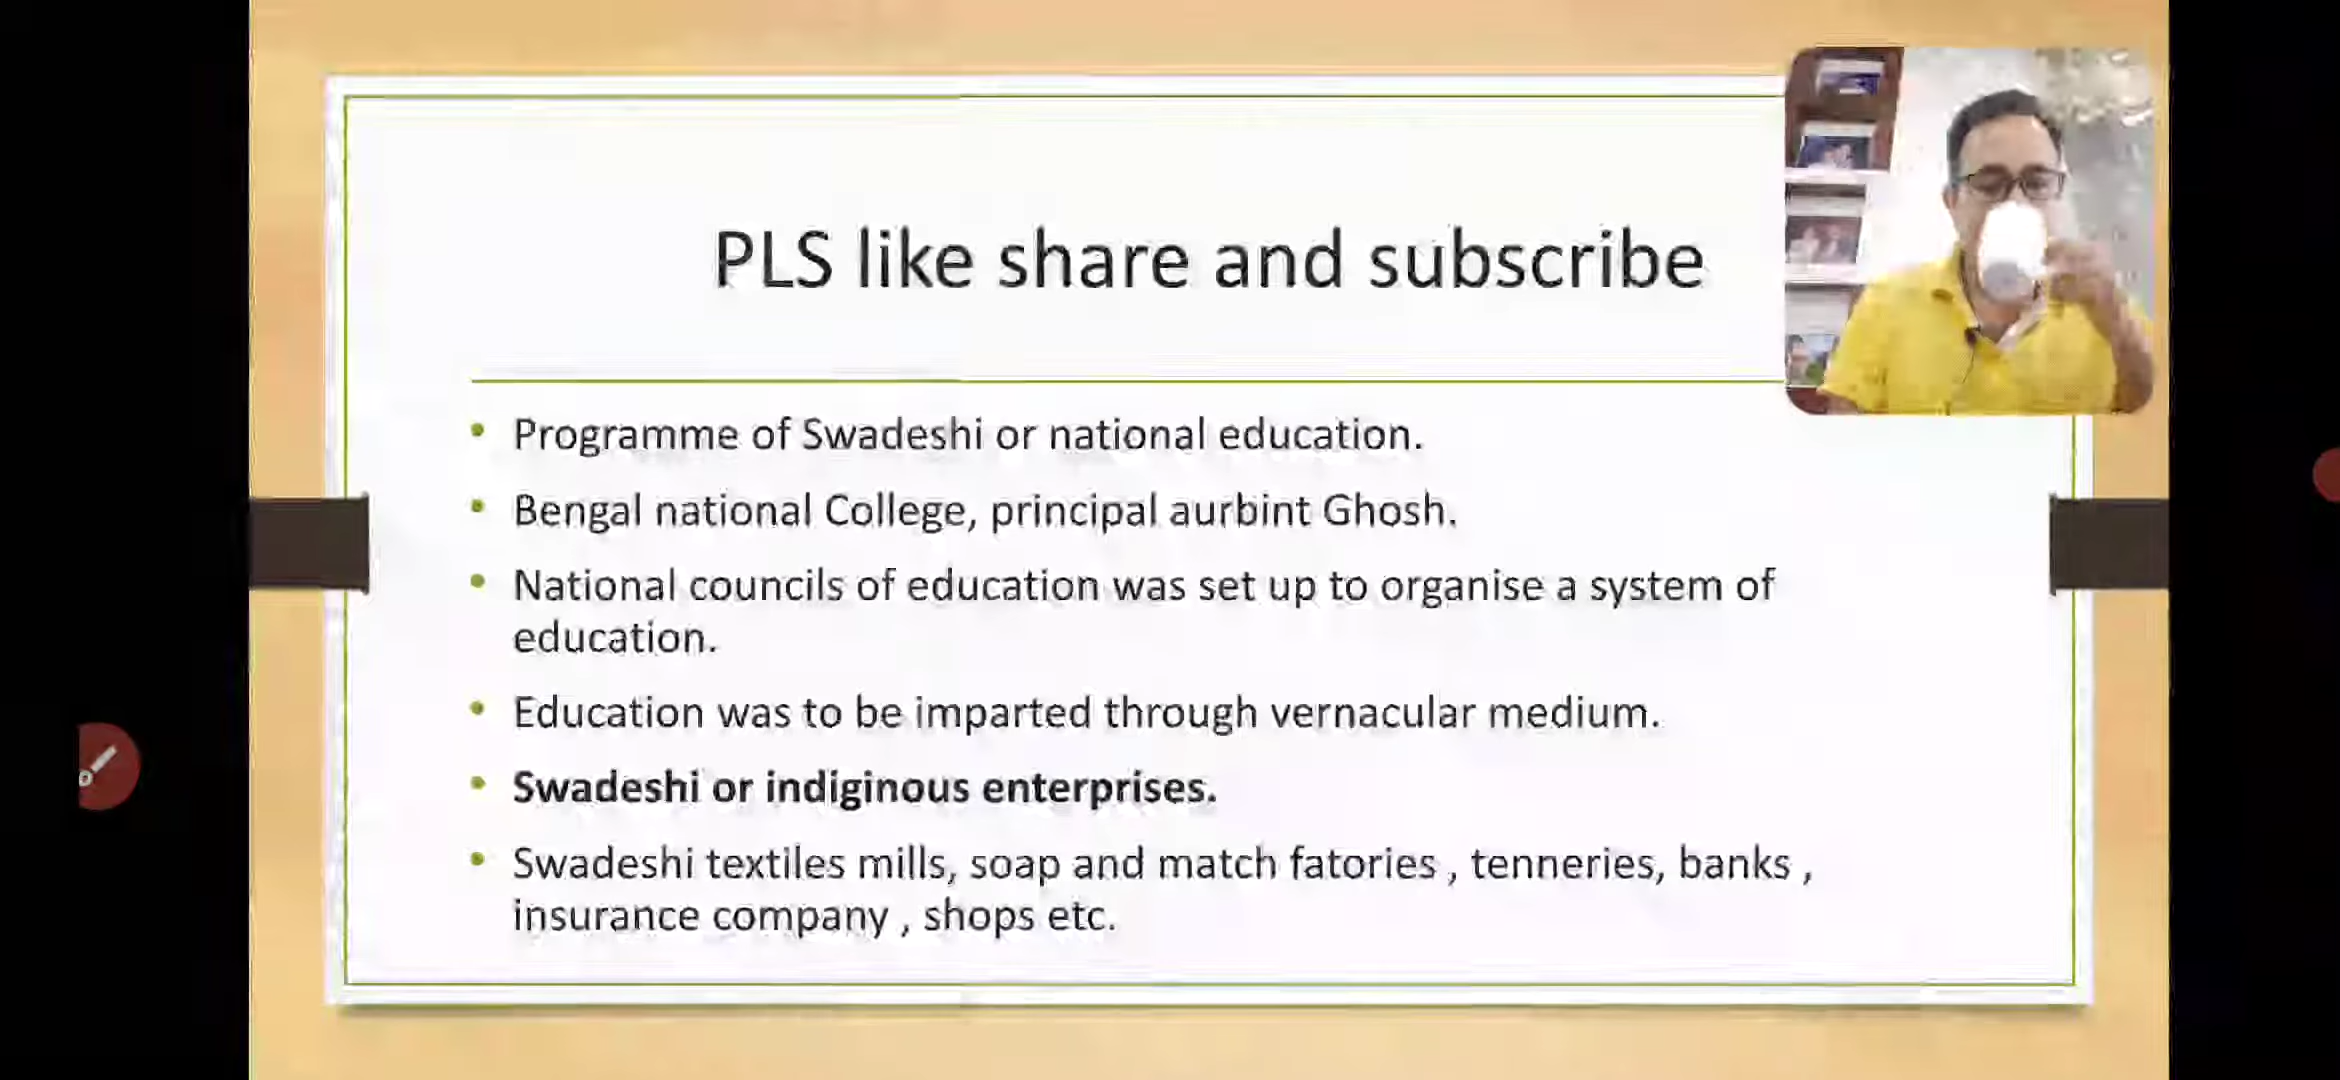 PLS like share and subscribe
Programme of Swadeshi or national education.
Bengal national College, principal aurbint Ghosh.
National councils of education was set up to organise a system of
education.
Education was to be imparted through vernacular medium.
Swadeshi or indiginous enterprises.
Swadeshi textiles mills, soap and match fatories , tenneries, banks ,
insurance company , shops etc.